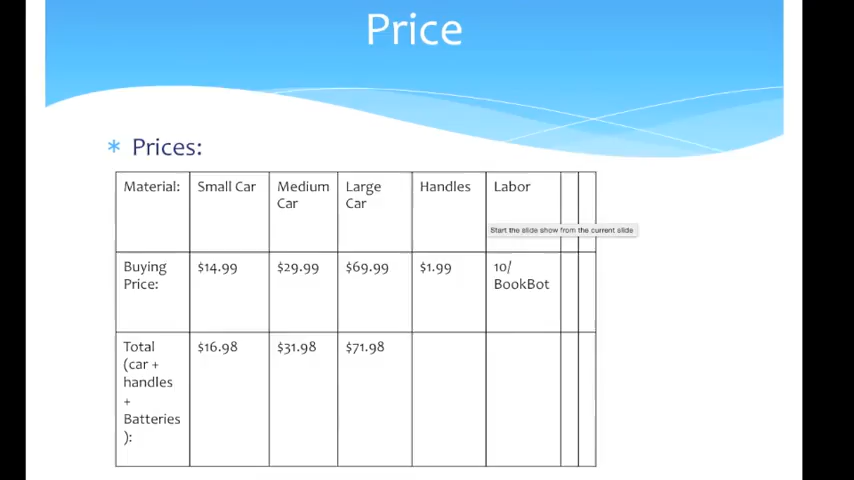 Price
* Prices:
Material: Small Car Medium Car Large Car Handles Labor
Start the slide show from the current slide
Buying Price: $14.99 $29.99 $69.99 $1.99 10/ BookBot
Total (car + handles + Batteries ): $16.98 $31.98 $71.98